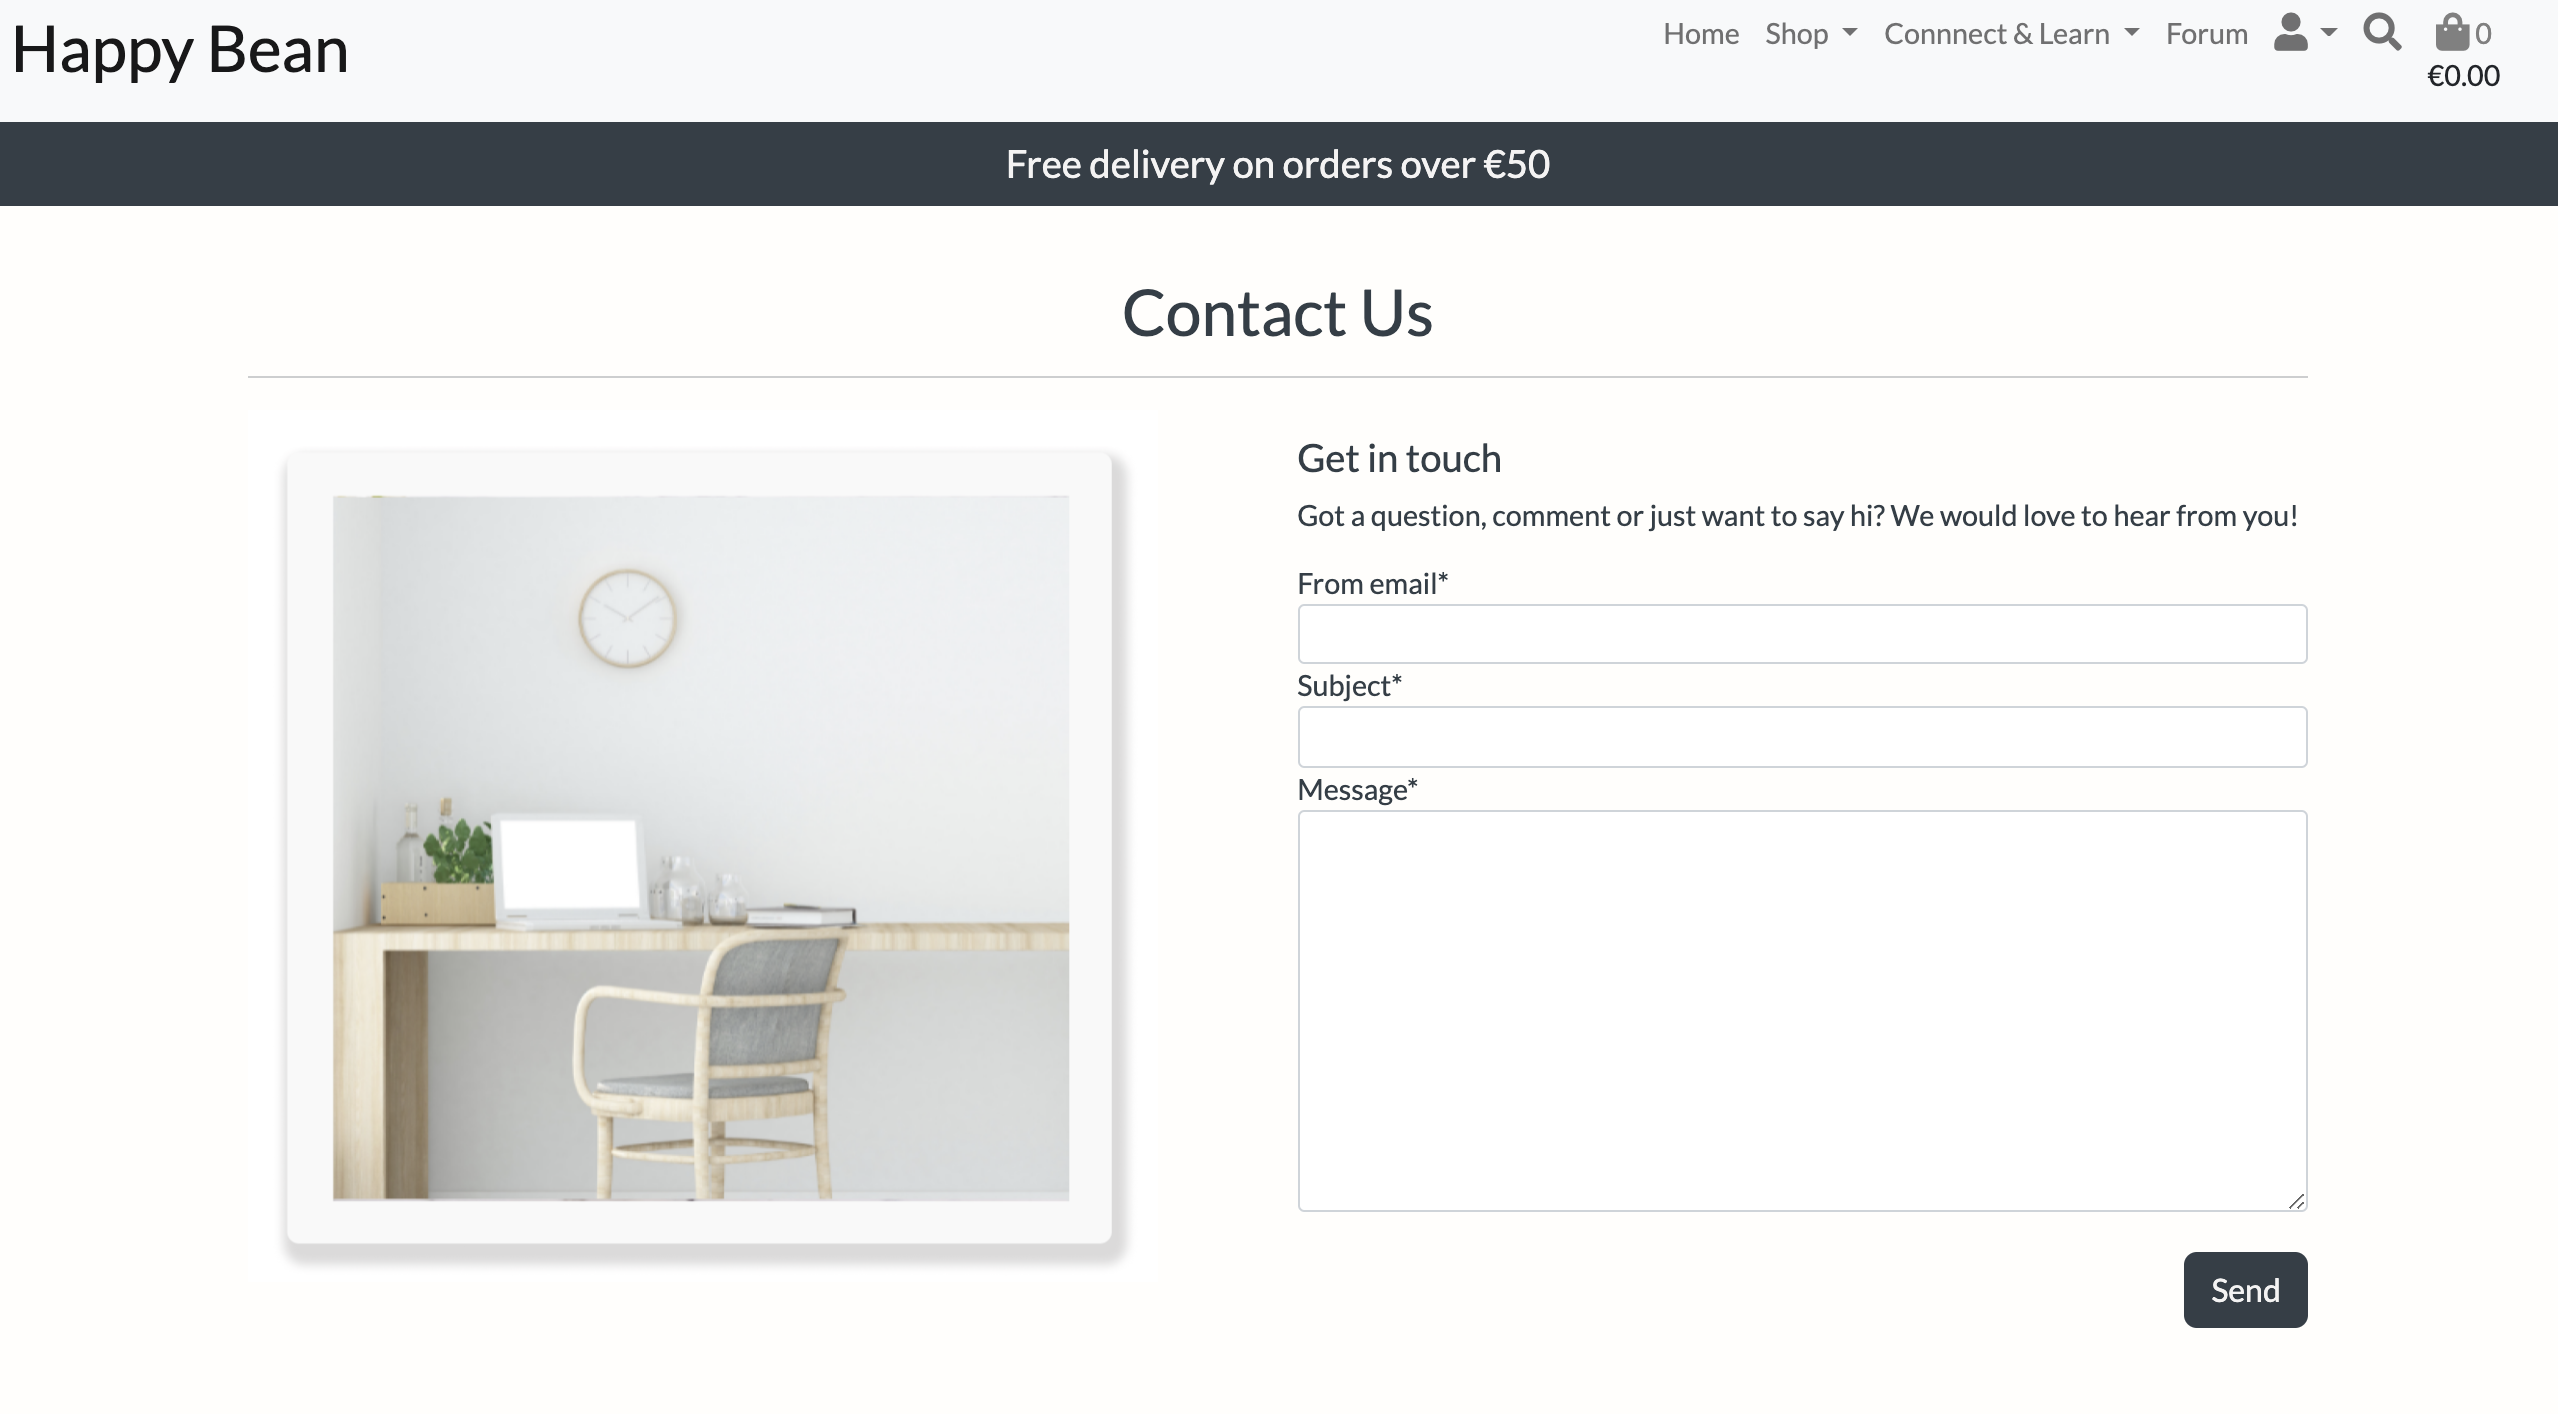 Happy Bean
Home Shop Connnect & Learn Forum 0
€0.00
Free delivery on orders over €50
Contact Us
Get in touch
Got a question, comment or just want to say hi? We would love to hear from you!
From email*
Subject*
Message*
Send